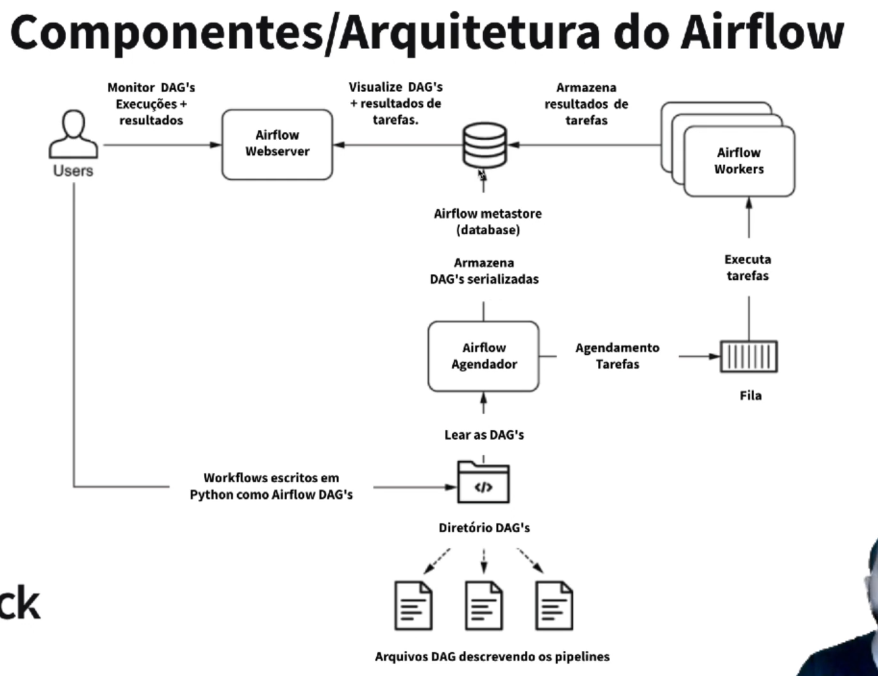 Componentes/Arquitetura do Airflow
Monitor DAG's
Execuções +
resultados
Visualize DAG's
+ resultados de
tarefas.
Armazena
resultados de
tarefas
Users
Airflow
Webserver
Airflow
Workers
Airflow metastore
(database)
Armazena
DAG's serializadas
Executa
tarefas
Airflow
Agendador
Agendamento
Tarefas
Fila
Lear as DAG's
Workflows escritos em
Python como Airflow DAG's
</>
Diretório DAG's
ck
Arquivos DAG descrevendo os pipelines